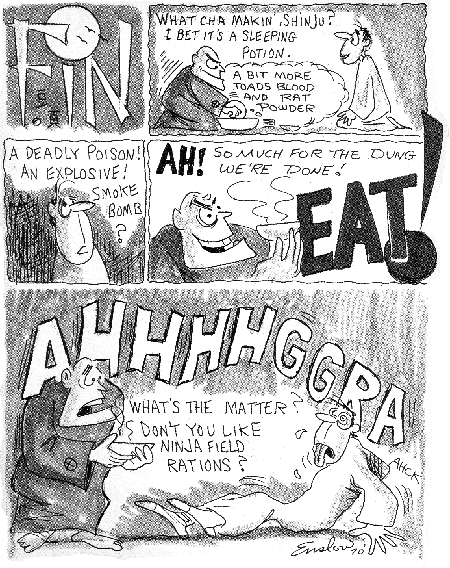 FIN
WHAT CHA MAKIN, SHINJU?
I BET IT'S A SLEEPING
POTION.
A BIT MORE
TOADS BLOOD
AND RAT
POWDER
A DEADLY POISON!
AN EXPLOSIVE!
SMOKE
BOMB
?
AH! SO MUCH FOR THE DUNG
WE'RE DONE!
EAT!
AHHHHGGRA
WHAT'S THE MATTER?
DON'T YOU LIKE
NINJA FIELD
RATIONS?
AHCK
Enslow